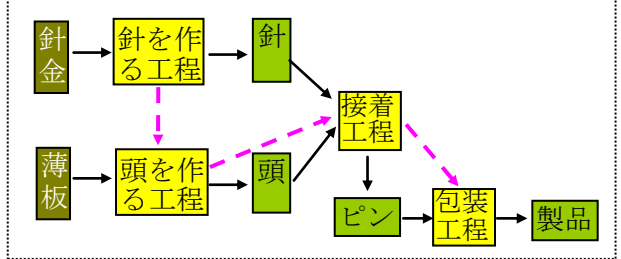 針
金
針を作
る工程
針
接着
工程
薄
板
頭を作
る工程
頭
ピン
包装
工程
製品